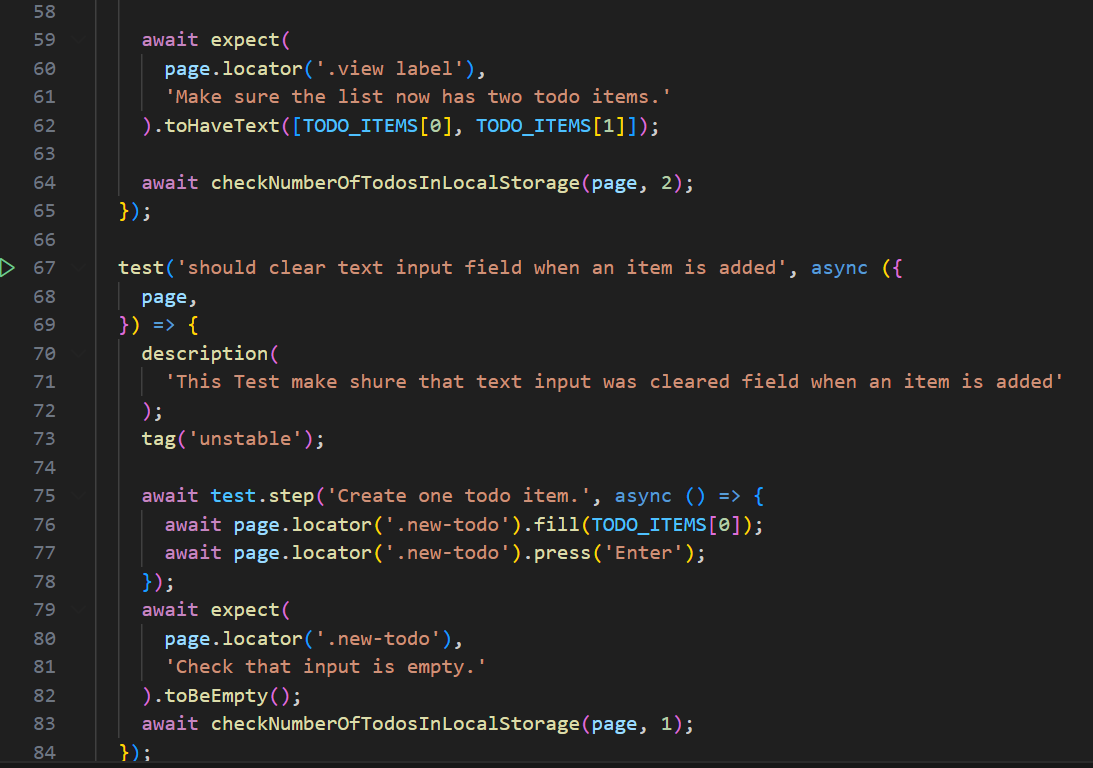 58
59 await expect(
60 page.locator('.view label'),
61 'Make sure the list now has two todo items.'
62 ).toHaveText([TODO_ITEMS[0], TODO_ITEMS[1]]);
63
64 await checkNumberOfTodosInLocalStorage(page, 2);
65 });
66
67 test('should clear text input field when an item is added', async ({
68 page,
69 }) => {
70 description(
71 'This Test make shure that text input was cleared field when an item is added'
72 );
73 tag('unstable');
74
75 await test.step('Create one todo item.', async () => {
76 await page.locator('.new-todo').fill(TODO_ITEMS[0]);
77 await page.locator('.new-todo').press('Enter');
78 });
79 await expect(
80 page.locator('.new-todo'),
81 'Check that input is empty.'
82 ).toBeEmpty();
83 await checkNumberOfTodosInLocalStorage(page, 1);
84 });